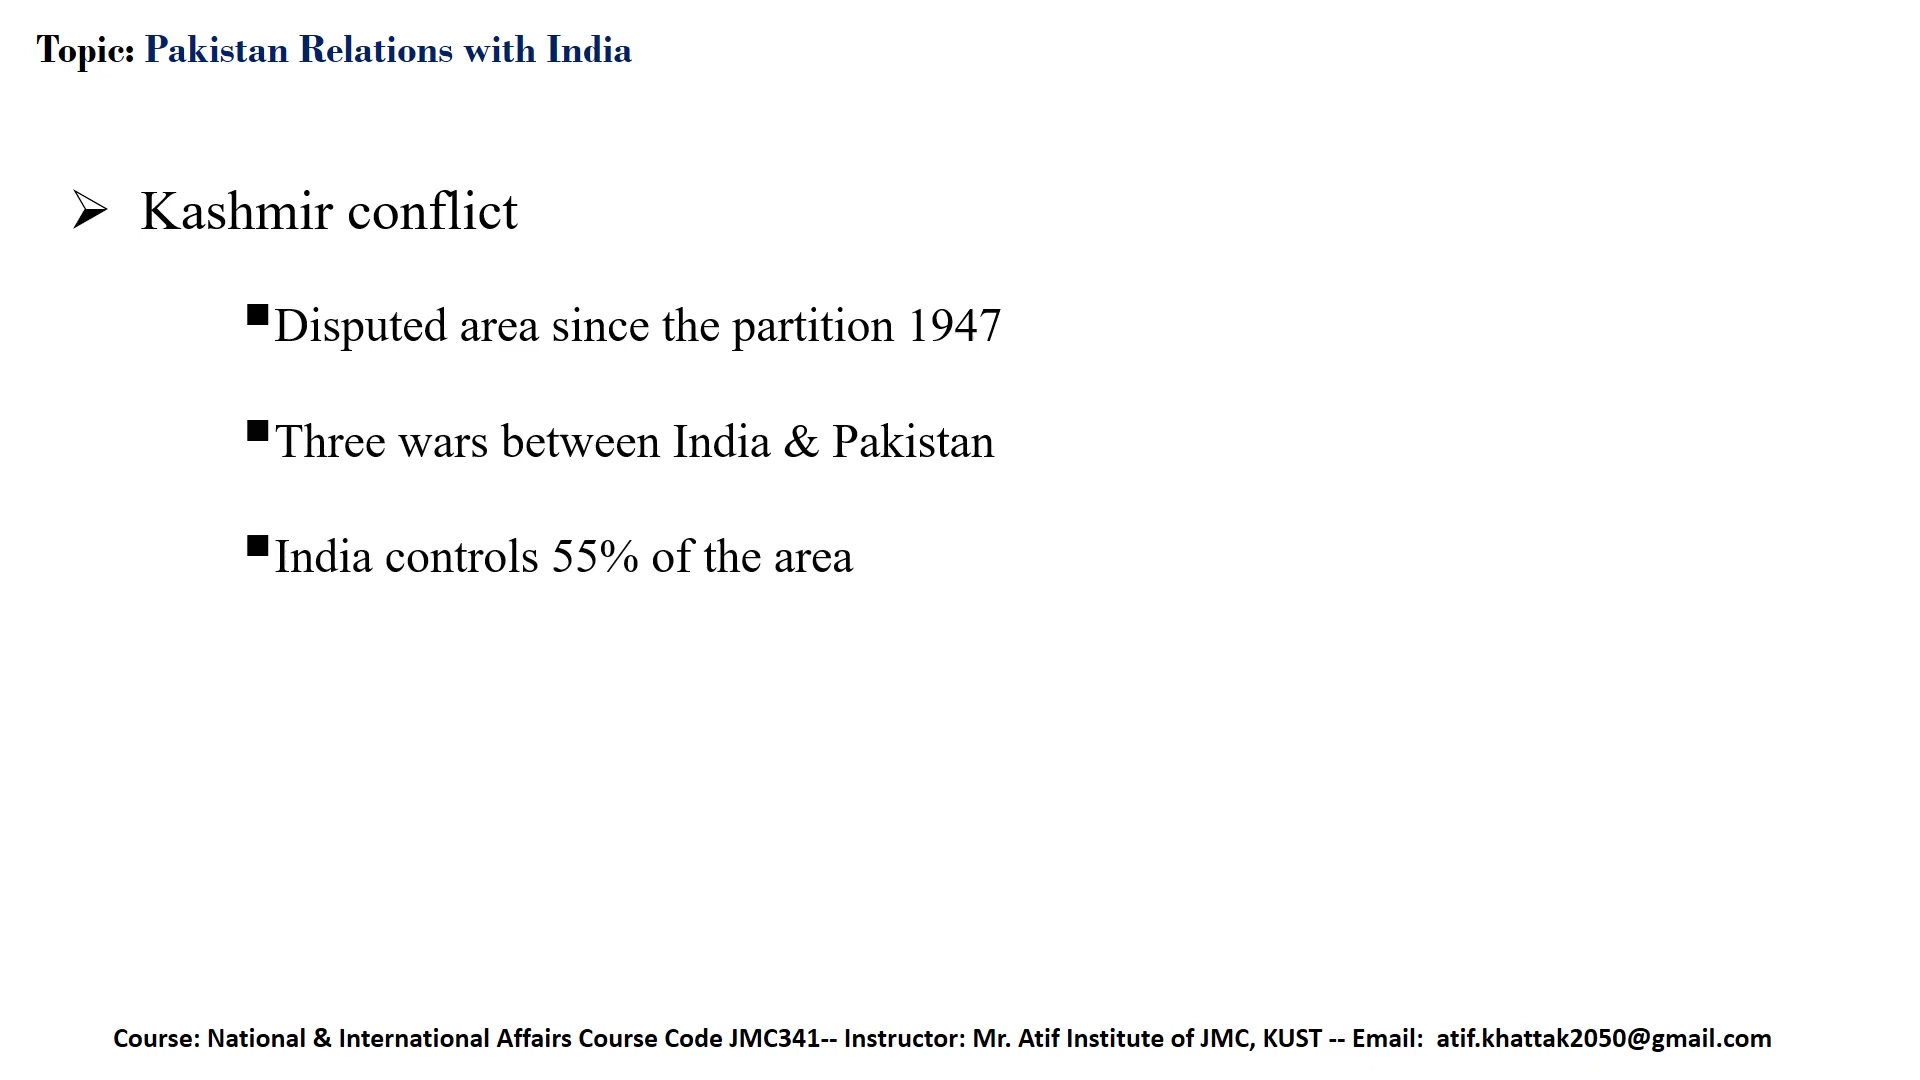 Topic: Pakistan Relations with India
➢ Kashmir conflict
▪Disputed area since the partition 1947
▪Three wars between India & Pakistan
▪India controls 55% of the area
Course: National & International Affairs Course Code JMC341-- Instructor: Mr. Atif Institute of JMC, KUST -- Email: atif.khattak2050@gmail.com